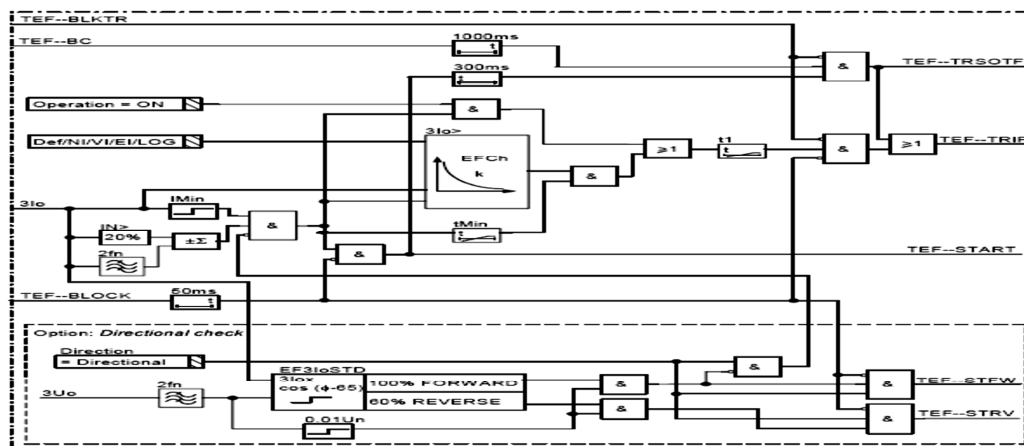 TEF--BLKTR
TEF--BC
1000ms
t
300ms
t
&
TEF--TRSOTF
Operation = ON
&
Def/NI/VI/EI/LOG
3Io>
EFCh
k
≥1
t1
t
&
≥1
TEF--TRIP
&
3Io
IMin
IN>
20%
±Σ
&
tMin
t
2fn
&
TEF--START
TEF--BLOCK
50ms
t
Option: Directional check
Direction
= Directional
&
EF3IoSTD
3Iox
cos (ϕ-65)
100% FORWARD
60% REVERSE
2fn
3Uo
&
&
&
TEF--STFW
0.01Un
&
TEF--STRV